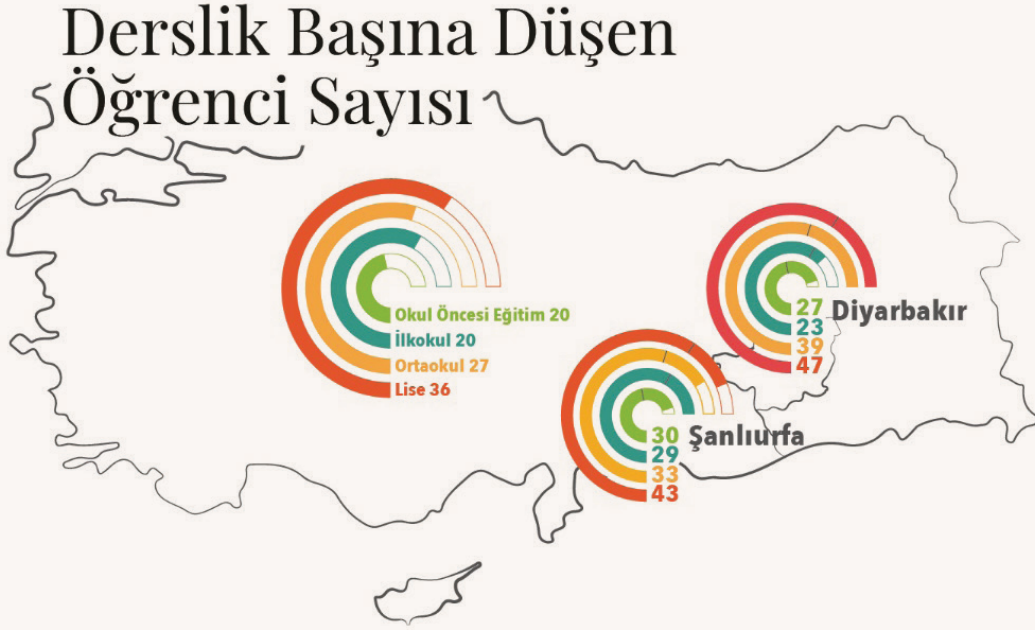 Derslik Başına Düşen
Öğrenci Sayısı
Okul Öncesi Eğitim 20
İlkokul 20
Ortaokul 27
Lise 36
Diyarbakır
27
23
39
47
Şanlıurfa
30
29
33
43